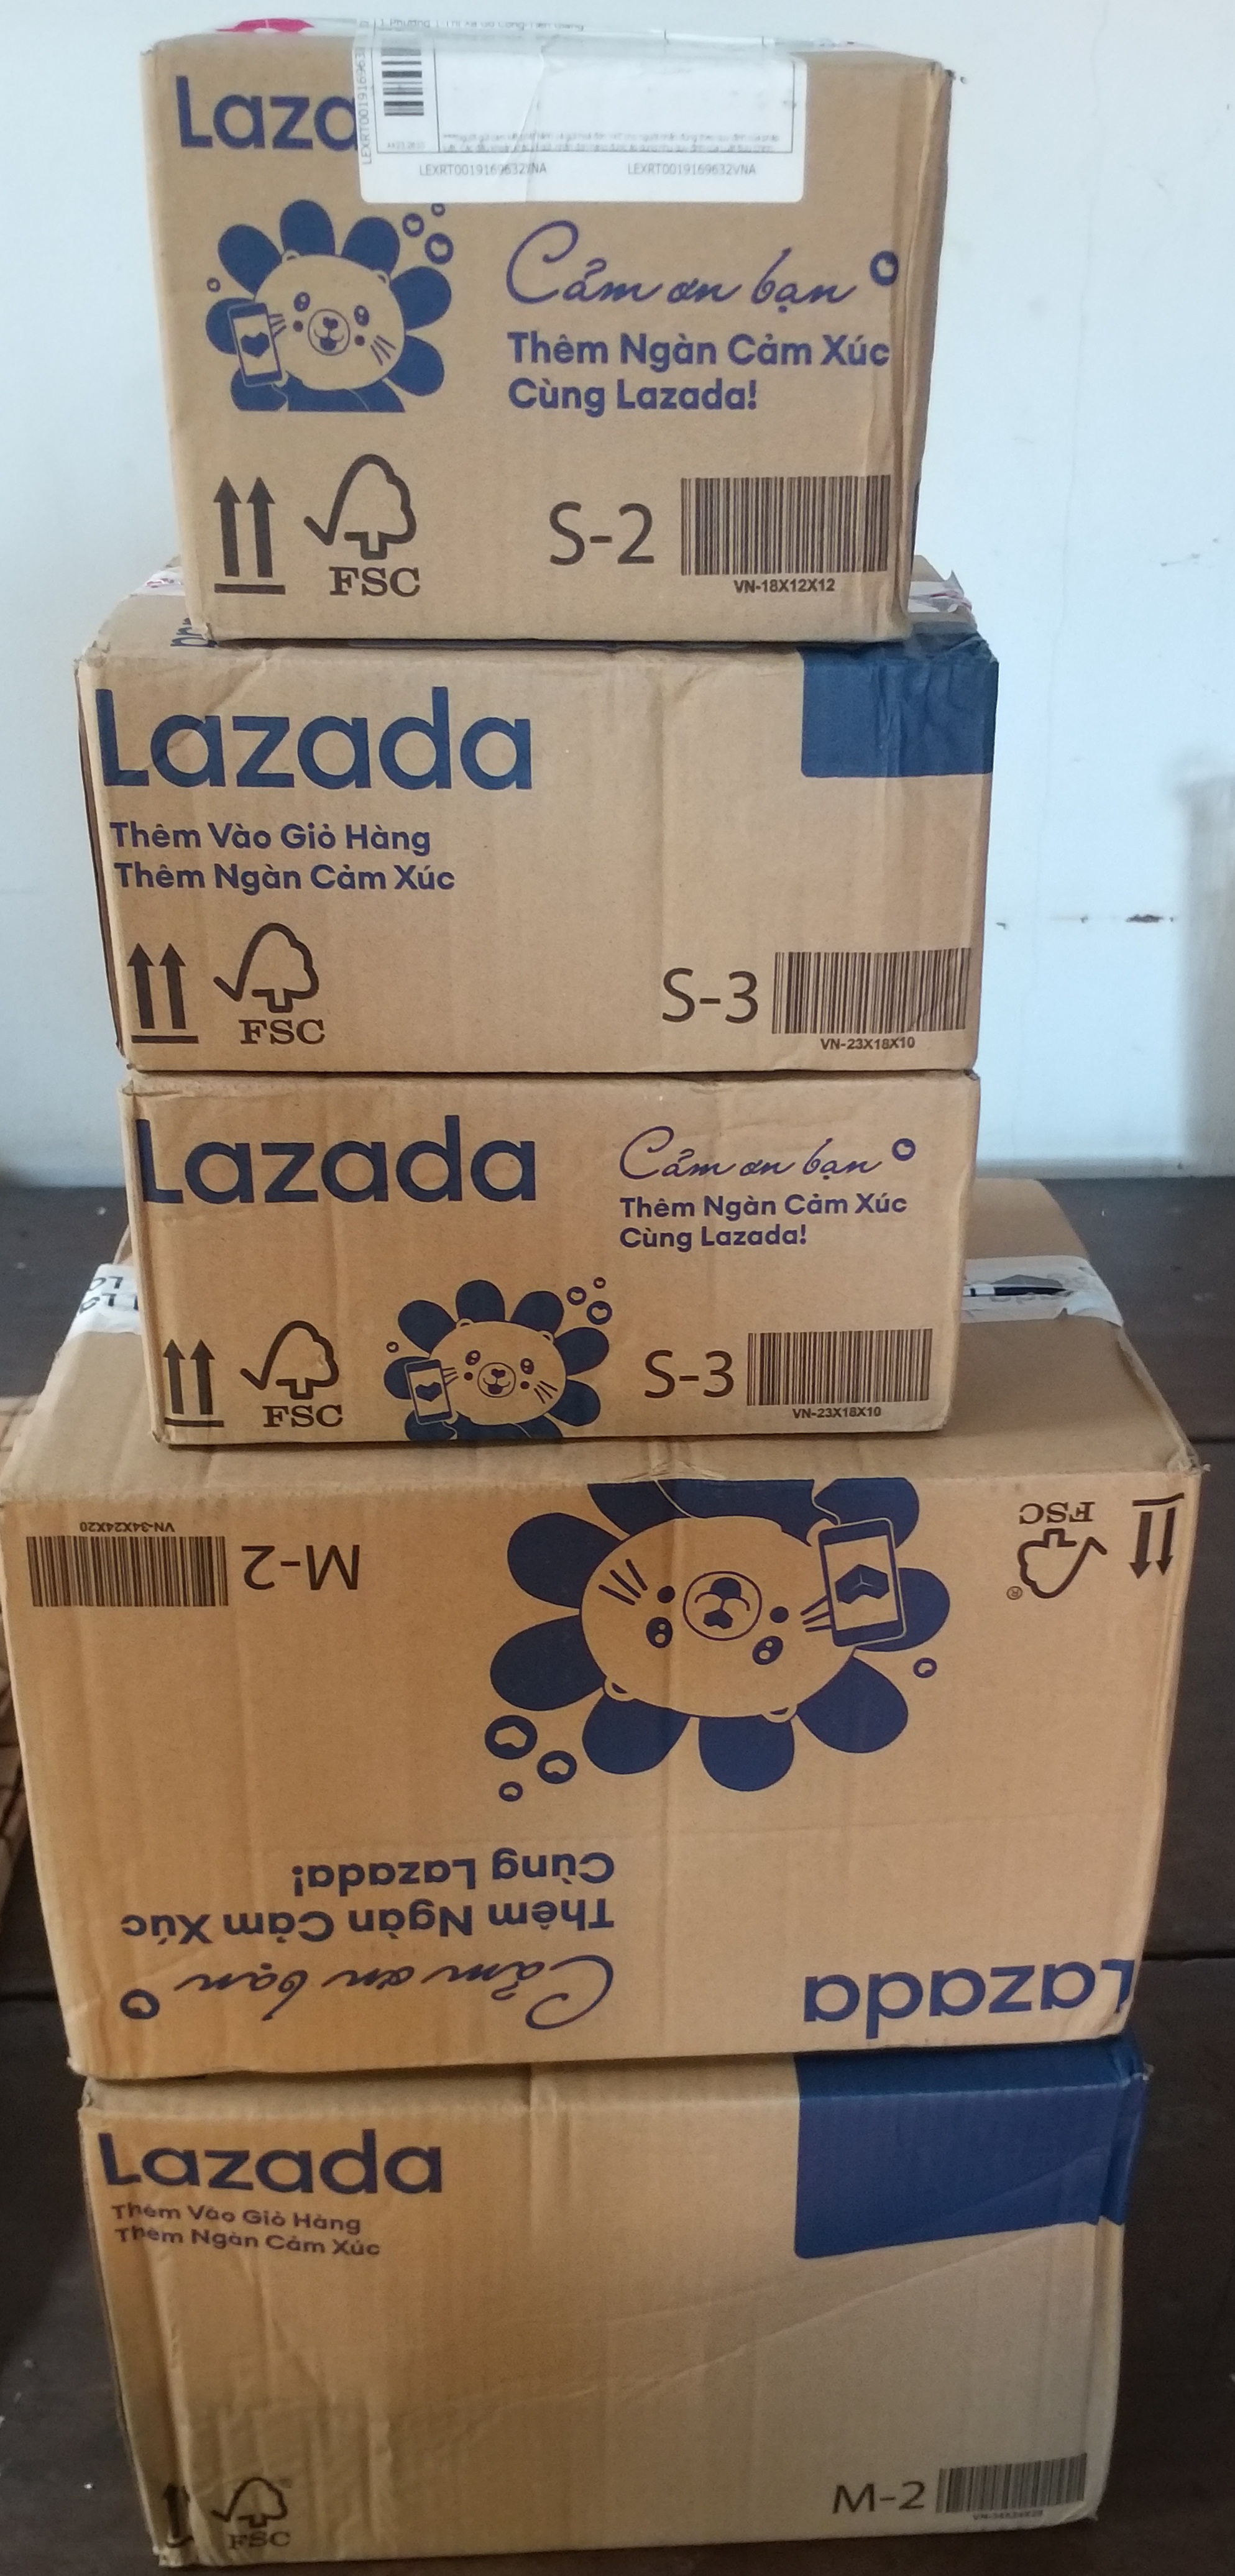 LEXRT0019169632VNA
LEXRT0019169632VNA
Laza
Cảm ơn bạn
Thêm Ngàn Cảm Xúc
Cùng Lazada!
FSC
S-2
VN-18X12X12
Lazada
Thêm Vào Giỏ Hàng
Thêm Ngàn Cảm Xúc
FSC
S-3
VN-23X18X10
Lazada
Cảm ơn bạn
Thêm Ngàn Cảm Xúc
Cùng Lazada!
FSC
S-3
VN-23X18X10
Lazada
Cảm ơn bạn
Thêm Ngàn Cảm Xúc
Cùng Lazada!
FSC
M-2
VN-34X24X20
Lazada
Thêm Vào Giỏ Hàng
Thêm Ngàn Cảm Xúc
FSC
M-2